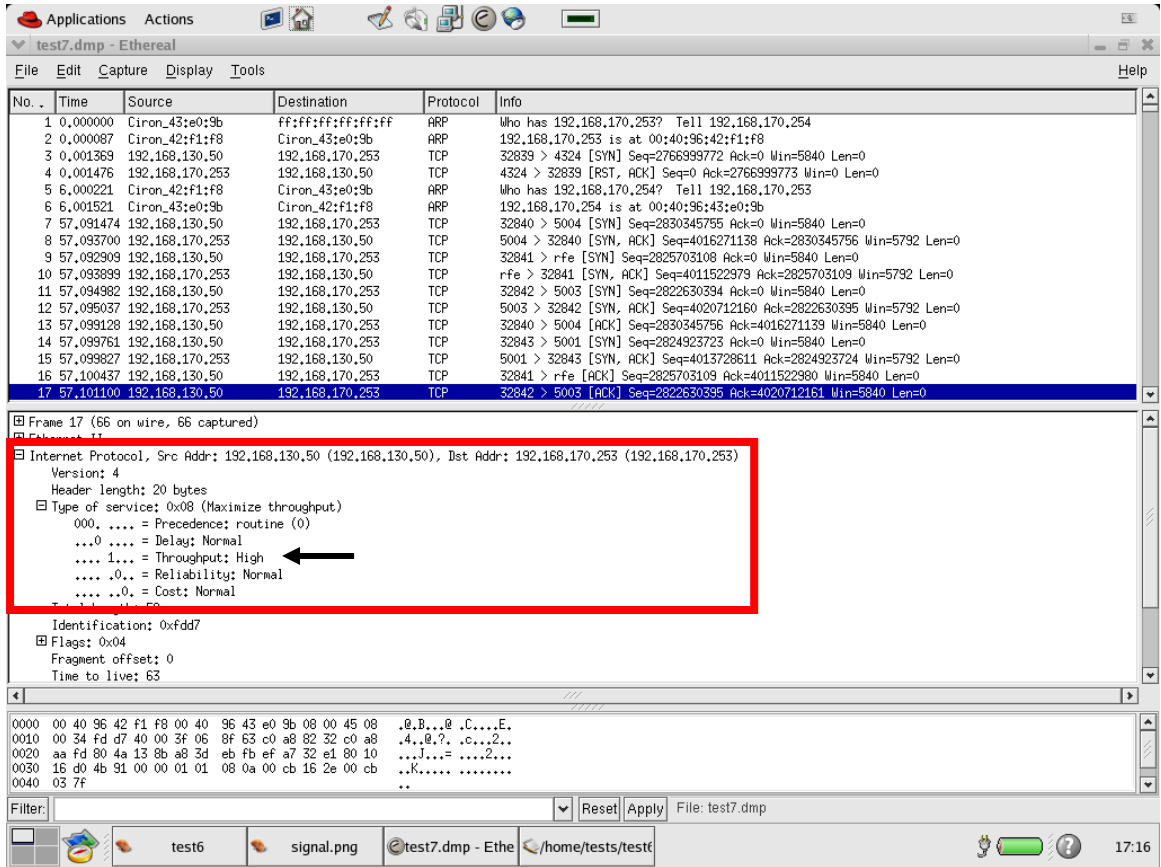 Applications Actions
test7.dmp - Ethereal
File Edit Capture Display Tools Help
No. . Time Source Destination Protocol Info
1 0.000000 Ciron_43:e0:9b ff:ff:ff:ff:ff:ff ARP Who has 192.168.170.253? Tell 192.168.170.254
2 0.000087 Ciron_42:f1:f8 Ciron_43:e0:9b ARP 192.168.170.253 is at 00:40:96:42:f1:f8
3 0.001369 192.168.130.50 192.168.170.253 TCP 32839 > 4324 [SYN] Seq=2766999772 Ack=0 Win=5840 Len=0
4 0.001476 192.168.170.253 192.168.130.50 TCP 4324 > 32839 [RST, ACK] Seq=0 Ack=2766999773 Win=0 Len=0
5 6.000221 Ciron_42:f1:f8 Ciron_43:e0:9b ARP Who has 192.168.170.254? Tell 192.168.170.253
6 6.001521 Ciron_43:e0:9b Ciron_42:f1:f8 ARP 192.168.170.254 is at 00:40:96:43:e0:9b
7 57.091474 192.168.130.50 192.168.170.253 TCP 32840 > 5004 [SYN] Seq=2830345755 Ack=0 Win=5840 Len=0
8 57.093700 192.168.170.253 192.168.130.50 TCP 5004 > 32840 [SYN, ACK] Seq=4016271138 Ack=2830345756 Win=5792 Len=0
9 57.092909 192.168.130.50 192.168.170.253 TCP 32841 > rfe [SYN] Seq=2825703108 Ack=0 Win=5840 Len=0
10 57.093899 192.168.170.253 192.168.130.50 TCP rfe > 32841 [SYN, ACK] Seq=4011522979 Ack=2825703109 Win=5792 Len=0
11 57.094982 192.168.130.50 192.168.170.253 TCP 32842 > 5003 [SYN] Seq=2822630394 Ack=0 Win=5840 Len=0
12 57.095037 192.168.170.253 192.168.130.50 TCP 5003 > 32842 [SYN, ACK] Seq=4020712160 Ack=2822630395 Win=5792 Len=0
13 57.099128 192.168.130.50 192.168.170.253 TCP 32840 > 5004 [ACK] Seq=2830345756 Ack=4016271139 Win=5840 Len=0
14 57.099761 192.168.130.50 192.168.170.253 TCP 32843 > 5001 [SYN] Seq=2824923723 Ack=0 Win=5840 Len=0
15 57.099827 192.168.170.253 192.168.130.50 TCP 5001 > 32843 [SYN, ACK] Seq=4013728611 Ack=2824923724 Win=5792 Len=0
16 57.100437 192.168.130.50 192.168.170.253 TCP 32841 > rfe [ACK] Seq=2825703109 Ack=4011522980 Win=5840 Len=0
17 57.101100 192.168.130.50 192.168.170.253 TCP 32842 > 5003 [ACK] Seq=2822630395 Ack=4020712161 Win=5840 Len=0
Frame 17 (66 on wire, 66 captured)
Internet Protocol, Src Addr: 192.168.130.50 (192.168.130.50), Dst Addr: 192.168.170.253 (192.168.170.253)
Version: 4
Header length: 20 bytes
Type of service: 0x08 (Maximize throughput)
000. .... = Precedence: routine (0)
...0 .... = Delay: Normal
.... 1... = Throughput: High
.... .0.. = Reliability: Normal
.... ..0. = Cost: Normal
Identification: 0xfdd7
Flags: 0x04
Fragment offset: 0
Time to live: 63
0000 00 40 96 42 f1 f8 00 40 96 43 e0 9b 08 00 45 08 .@.B...@ .C....E.
0010 00 34 fd d7 40 00 3f 06 8f 63 c0 a8 82 32 c0 a8 .4..@.?. .c...2..
0020 aa fd 80 4a 13 8b a8 3d eb fb ef a7 32 e1 80 10 ...J...= ....2...
0030 16 d0 4b 91 00 00 01 01 08 0a 00 cb 16 2e 00 cb ..K..... ........
0040 03 7f ..
Filter: Reset Apply File: test7.dmp
test6 signal.png test7.dmp - Ethe /home/tests/test6 17:16